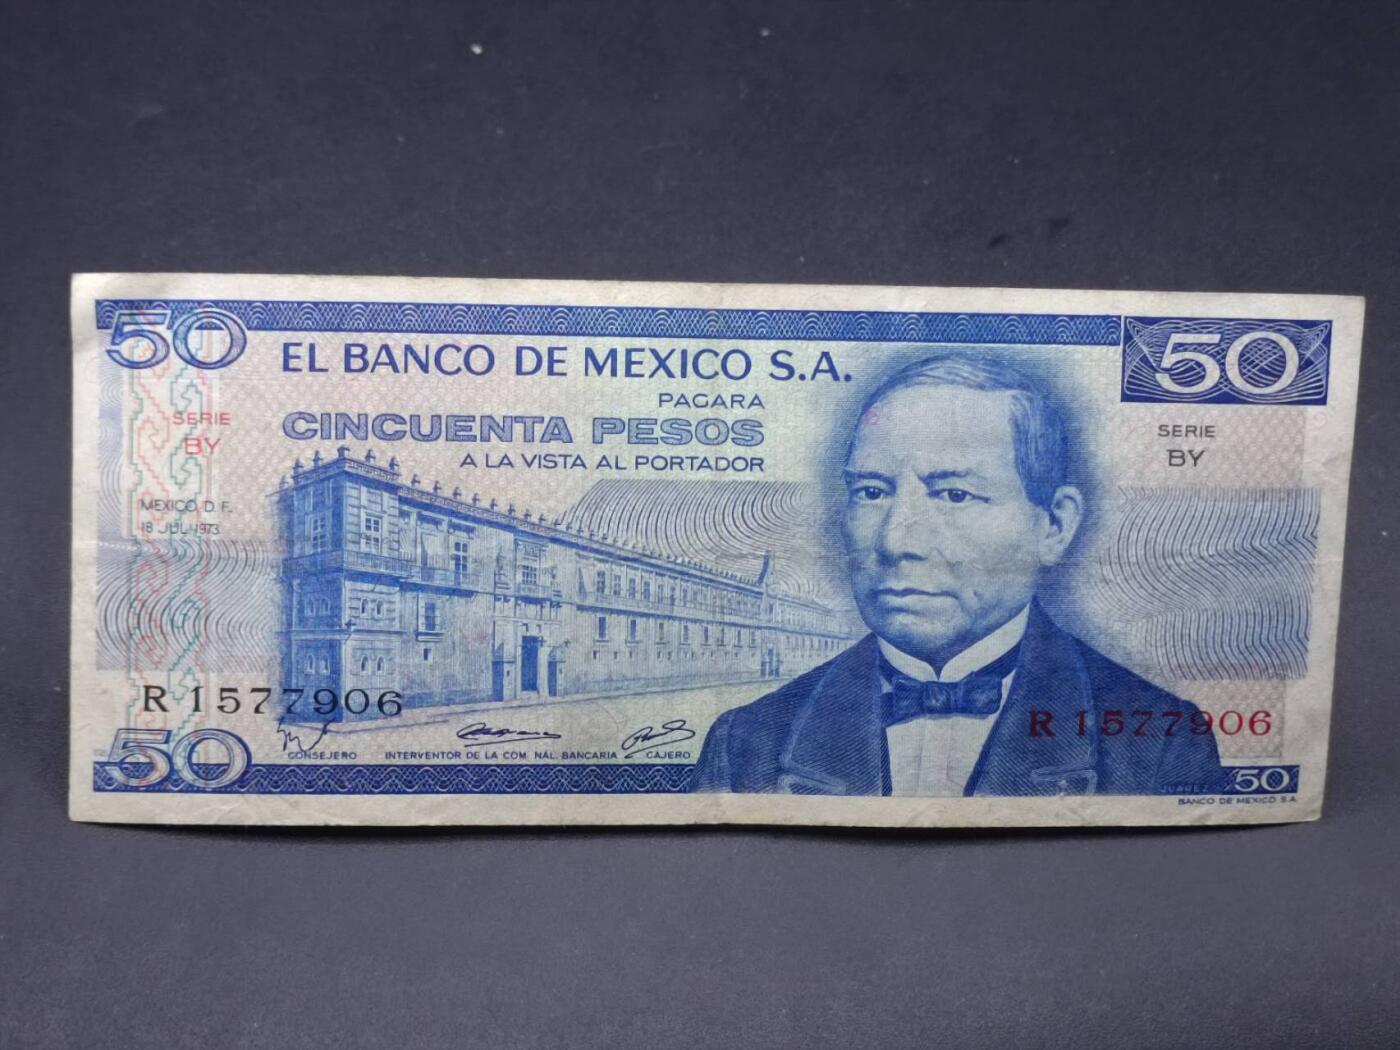 50
EL BANCO DE MEXICO S.A.
50
PAGARA
CINCUENTA PESOS
A LA VISTA AL PORTADOR
SERIE
BY
SERIE
BY
MEXICO, D. F.
18 JUL 1973
R 1577906
R 1577906
50
CONSEJERO
INTERVENTOR DE LA COM. NAL. BANCARIA
CAJERO
JUAREZ
50
BANCO DE MEXICO S.A.